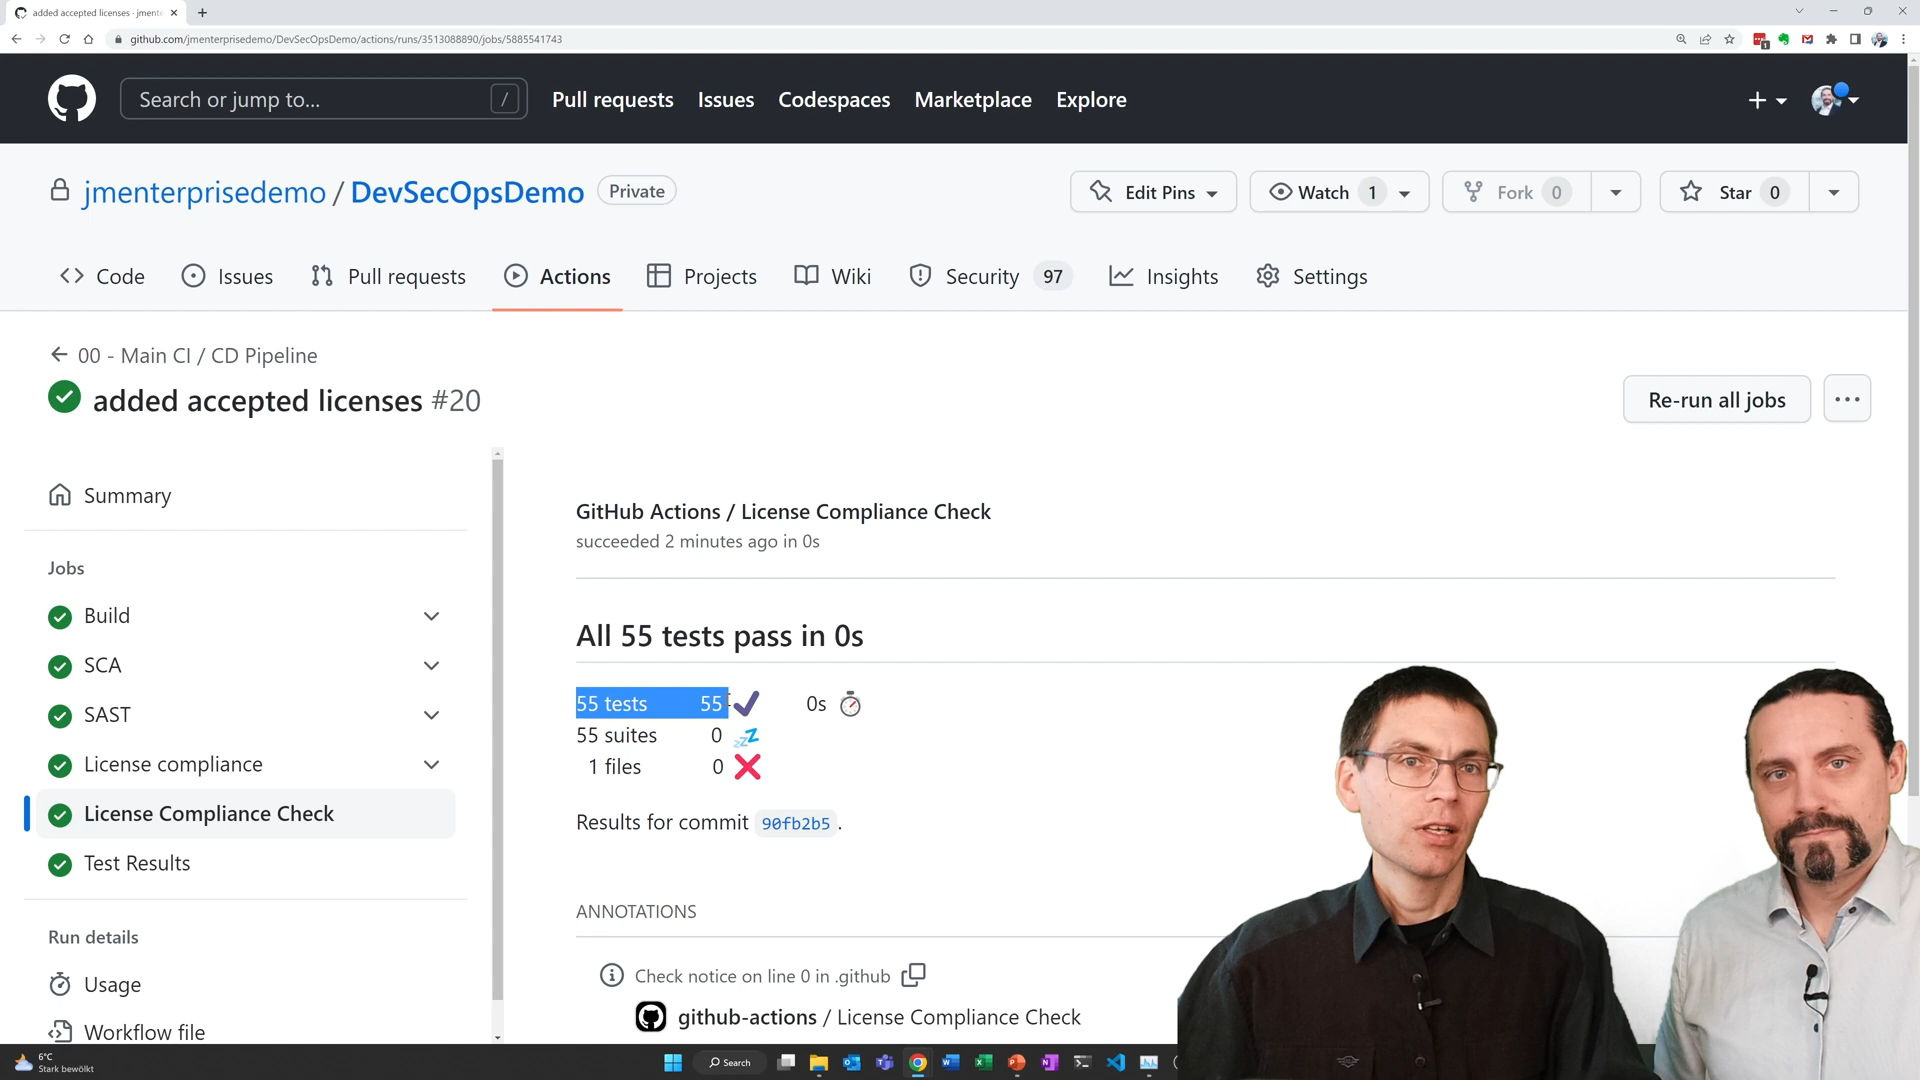 added accepted licenses · jmente
github.com/jmenterprisedemo/DevSecOpsDemo/actions/runs/3513088890/jobs/5885541743
Search or jump to... /
Pull requests Issues Codespaces Marketplace Explore
jmenterprisedemo / DevSecOpsDemo Private
Edit Pins Watch 1 Fork 0 Star 0
Code Issues Pull requests Actions Projects Wiki Security 97 Insights Settings
00 - Main CI / CD Pipeline
added accepted licenses #20
Re-run all jobs
Summary
Jobs
Build
SCA
SAST
License compliance
License Compliance Check
Test Results
Run details
Usage
Workflow file
GitHub Actions / License Compliance Check
succeeded 2 minutes ago in 0s
All 55 tests pass in 0s
55 tests 55 0s
55 suites 0
1 files 0
Results for commit 90fb2b5.
ANNOTATIONS
Check notice on line 0 in .github
github-actions / License Compliance Check
6°C
Stark bewölkt
Search